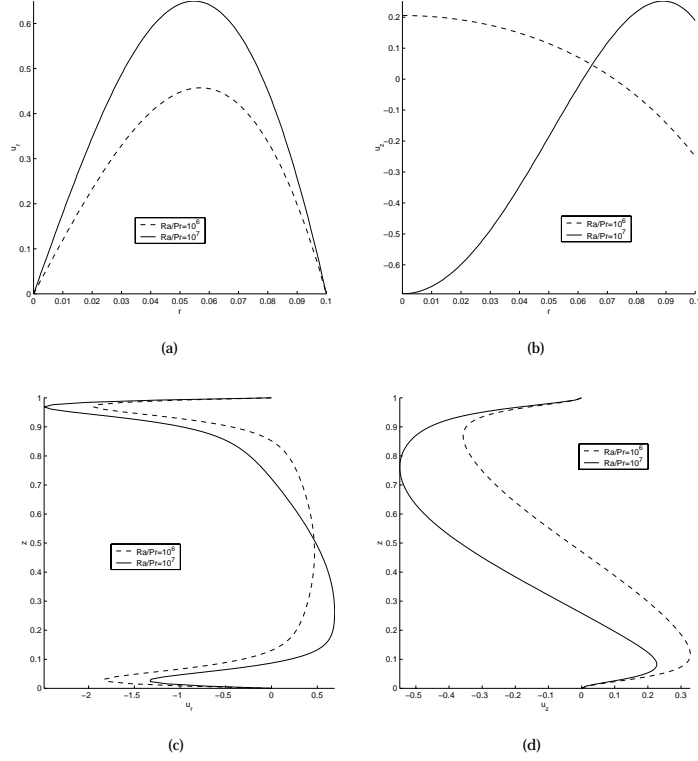 0.6
0.5
0.4
0.3
0.2
0.1
0
u_r
0 0.01 0.02 0.03 0.04 0.05 0.06 0.07 0.08 0.09 0.1
r
Ra/Pr=10^6
Ra/Pr=10^7
(a)
0.2
0.1
0
−0.1
−0.2
−0.3
−0.4
−0.5
−0.6
u_z
0 0.01 0.02 0.03 0.04 0.05 0.06 0.07 0.08 0.09 0.1
r
Ra/Pr=10^6
Ra/Pr=10^7
(b)
1
0.9
0.8
0.7
0.6
0.5
0.4
0.3
0.2
0.1
0
z
−2 −1.5 −1 −0.5 0 0.5
u_r
Ra/Pr=10^6
Ra/Pr=10^7
(c)
1
0.9
0.8
0.7
0.6
0.5
0.4
0.3
0.2
0.1
0
z
−0.5 −0.4 −0.3 −0.2 −0.1 0 0.1 0.2 0.3
u_z
Ra/Pr=10^6
Ra/Pr=10^7
(d)